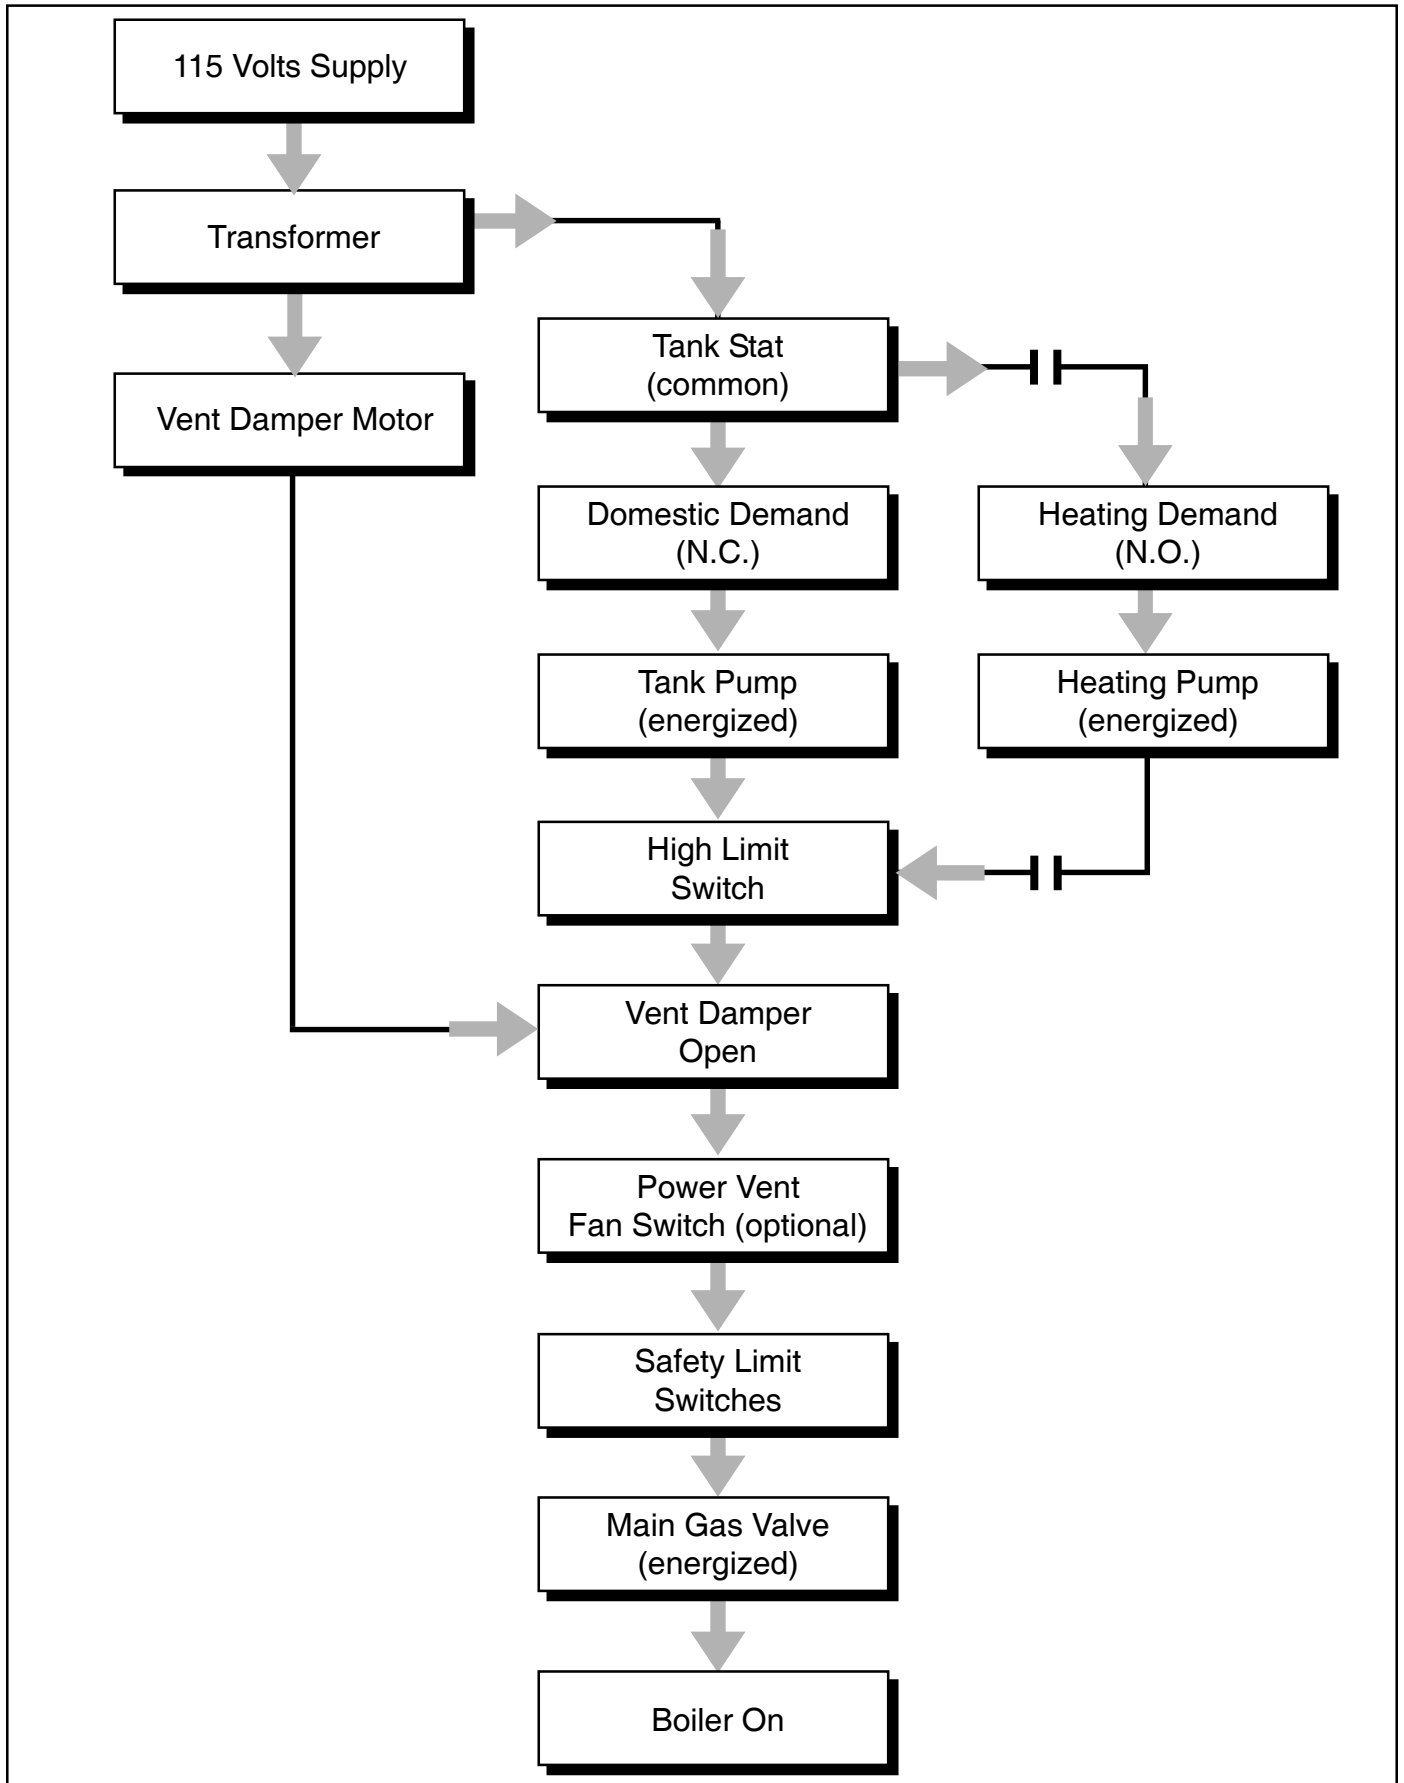 115 Volts Supply
Transformer
Vent Damper Motor
Tank Stat
(common)
Domestic Demand
(N.C.)
Heating Demand
(N.O.)
Tank Pump
(energized)
Heating Pump
(energized)
High Limit
Switch
Vent Damper
Open
Power Vent
Fan Switch (optional)
Safety Limit
Switches
Main Gas Valve
(energized)
Boiler On